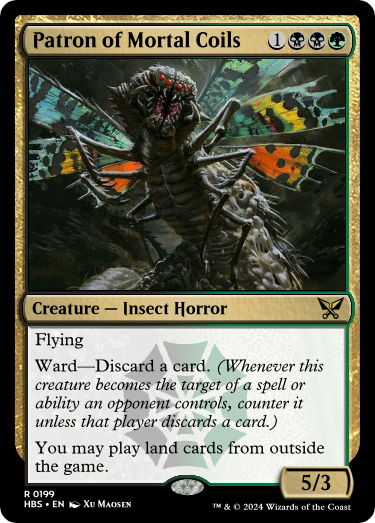 Patron of Mortal Coils 1
Creature — Insect Horror
Flying
Ward—Discard a card. (Whenever this
creature becomes the target of a spell or
ability an opponent controls, counter it
unless that player discards a card.)
You may play land cards from outside
the game.
5/3
R 0199
HBS • EN Xu Maosen
™ & © 2024 Wizards of the Coast